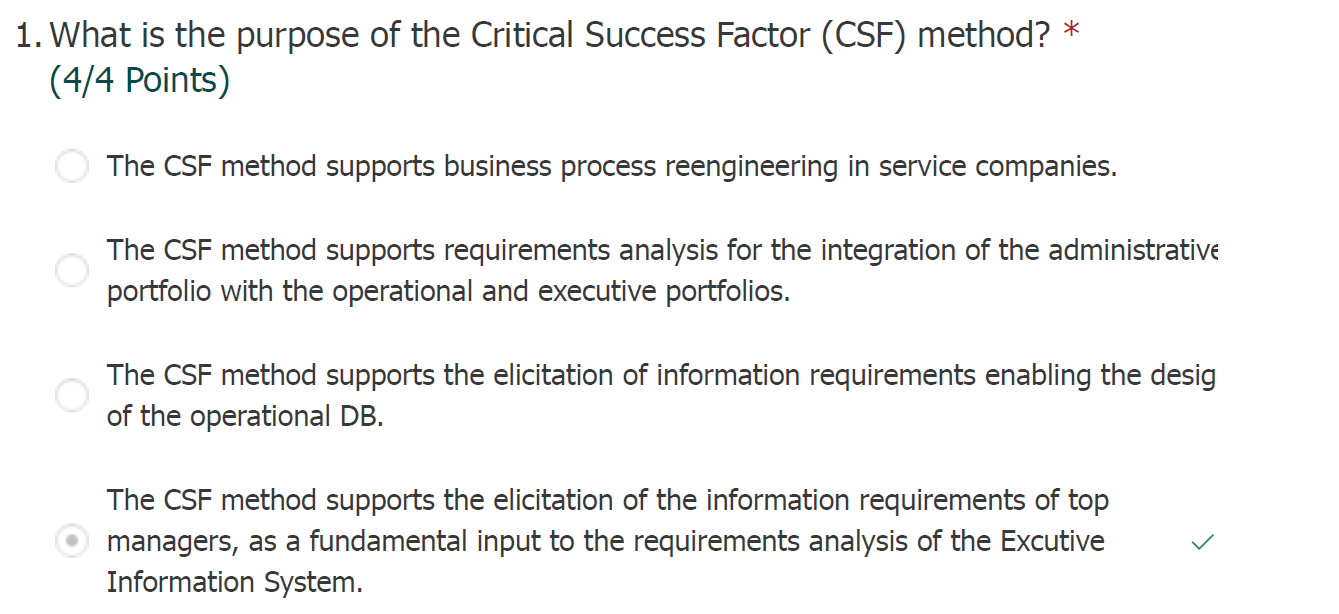 1. What is the purpose of the Critical Success Factor (CSF) method? *
(4/4 Points)
The CSF method supports business process reengineering in service companies.
The CSF method supports requirements analysis for the integration of the administrative
portfolio with the operational and executive portfolios.
The CSF method supports the elicitation of information requirements enabling the desig
of the operational DB.
The CSF method supports the elicitation of the information requirements of top
managers, as a fundamental input to the requirements analysis of the Excutive
Information System.